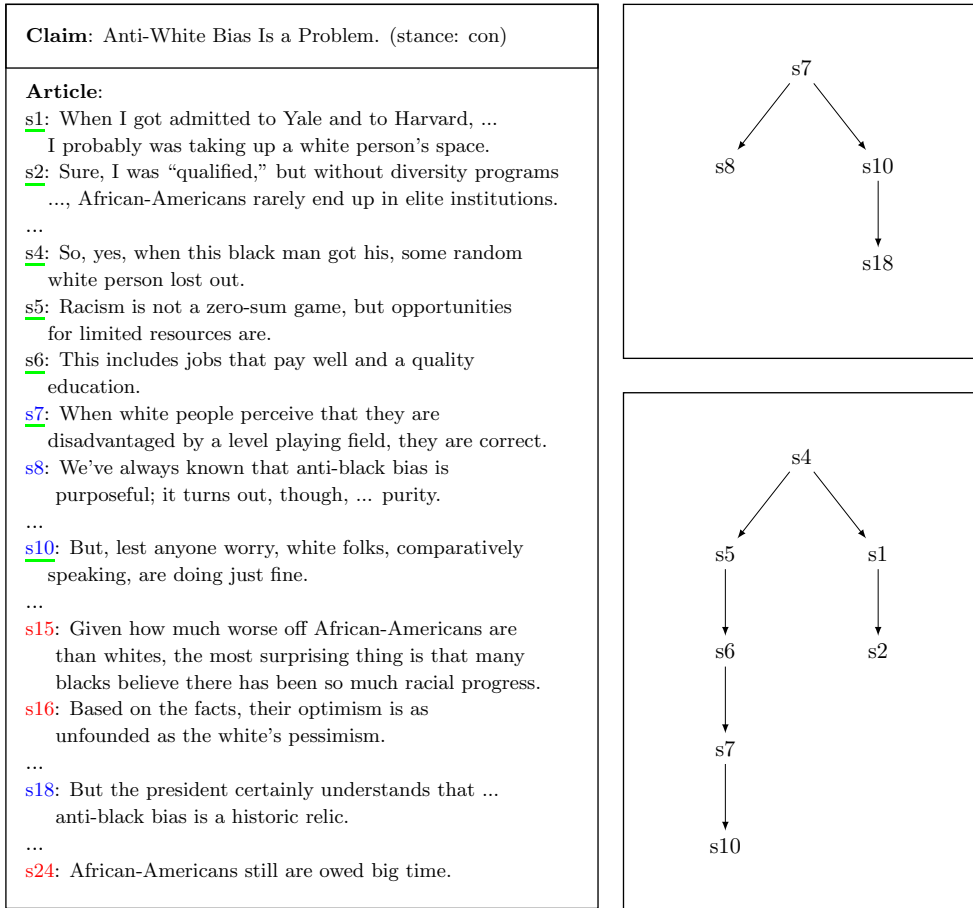 Claim: Anti-White Bias Is a Problem. (stance: con)
Article:
s1: When I got admitted to Yale and to Harvard, ...
I probably was taking up a white person's space.
s2: Sure, I was “qualified,” but without diversity programs
..., African-Americans rarely end up in elite institutions.
...
s4: So, yes, when this black man got his, some random
white person lost out.
s5: Racism is not a zero-sum game, but opportunities
for limited resources are.
s6: This includes jobs that pay well and a quality
education.
s7: When white people perceive that they are
disadvantaged by a level playing field, they are correct.
s8: We've always known that anti-black bias is
purposeful; it turns out, though, ... purity.
...
s10: But, lest anyone worry, white folks, comparatively
speaking, are doing just fine.
...
s15: Given how much worse off African-Americans are
than whites, the most surprising thing is that many
blacks believe there has been so much racial progress.
s16: Based on the facts, their optimism is as
unfounded as the white's pessimism.
...
s18: But the president certainly understands that ...
anti-black bias is a historic relic.
...
s24: African-Americans still are owed big time.
s7
s8 s10
s18
s4
s5 s1
s6 s2
s7
s10